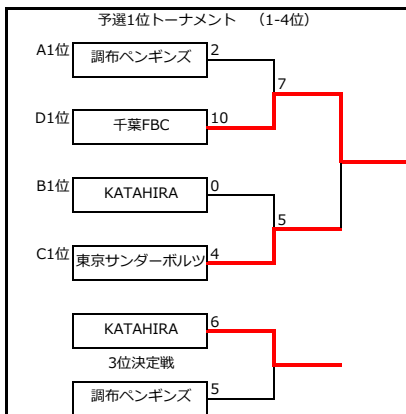 予選1位トーナメント （1-4位）
A1位 調布ペンギンズ 2
7
D1位 千葉FBC 10
B1位 KATAHIRA 0
5
C1位 東京サンダーボルツ 4
KATAHIRA 6
3位決定戦
調布ペンギンズ 5